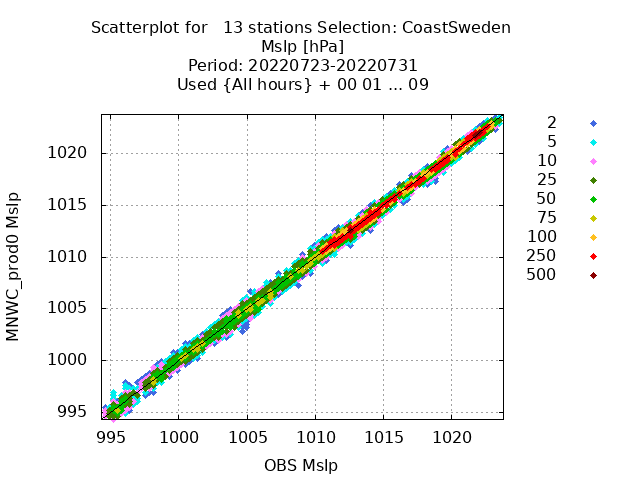 Scatterplot for   13 stations Selection: CoastSweden
Mslp [hPa]
Period: 20220723-20220731
Used {All hours} + 00 01 ... 09
2
5
10
25
50
75
100
250
500
1020
1015
1010
1005
1000
995
MNWC_prod0 Mslp
995 1000 1005 1010 1015 1020
OBS Mslp